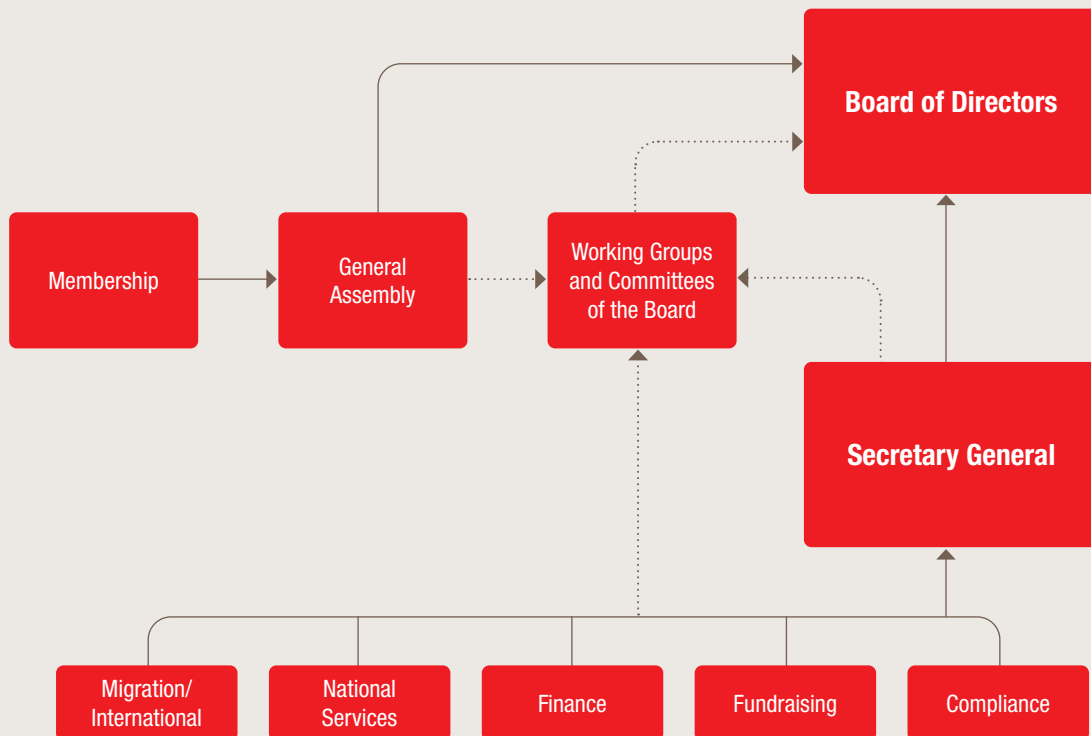 Board of Directors
Membership
General
Assembly
Working Groups
and Committees
of the Board
Secretary General
Migration/
International
National
Services
Finance
Fundraising
Compliance